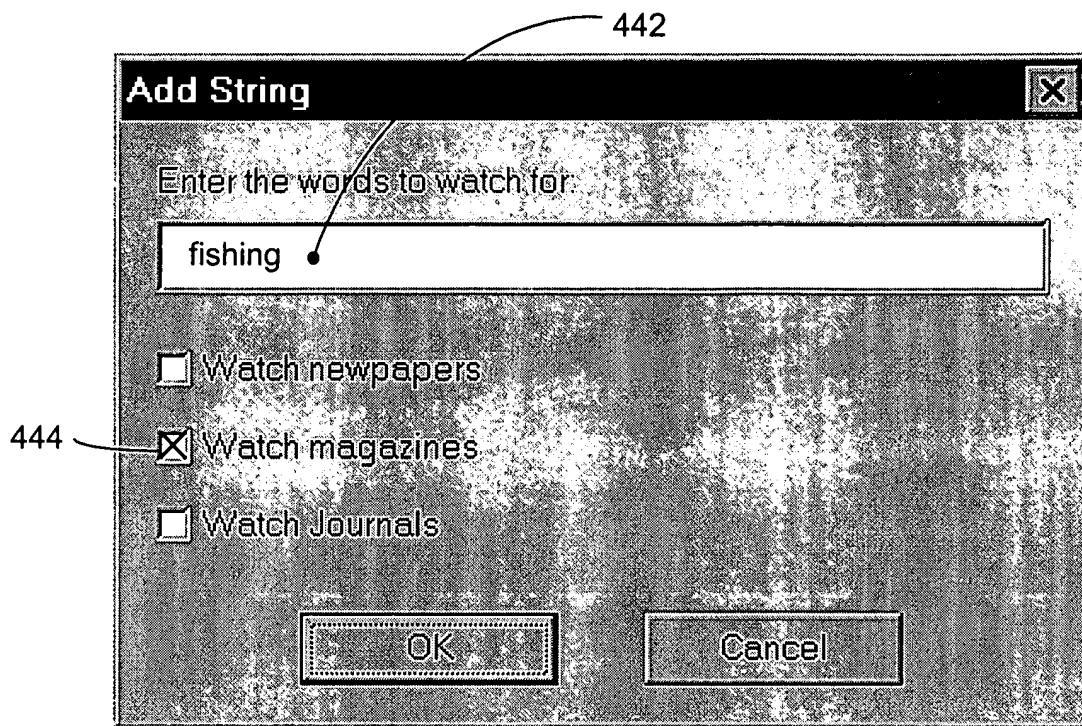 442
Add String
Enter the words to watch for:
fishing
Watch newpapers
444
Watch magazines
Watch Journals
OK
Cancel